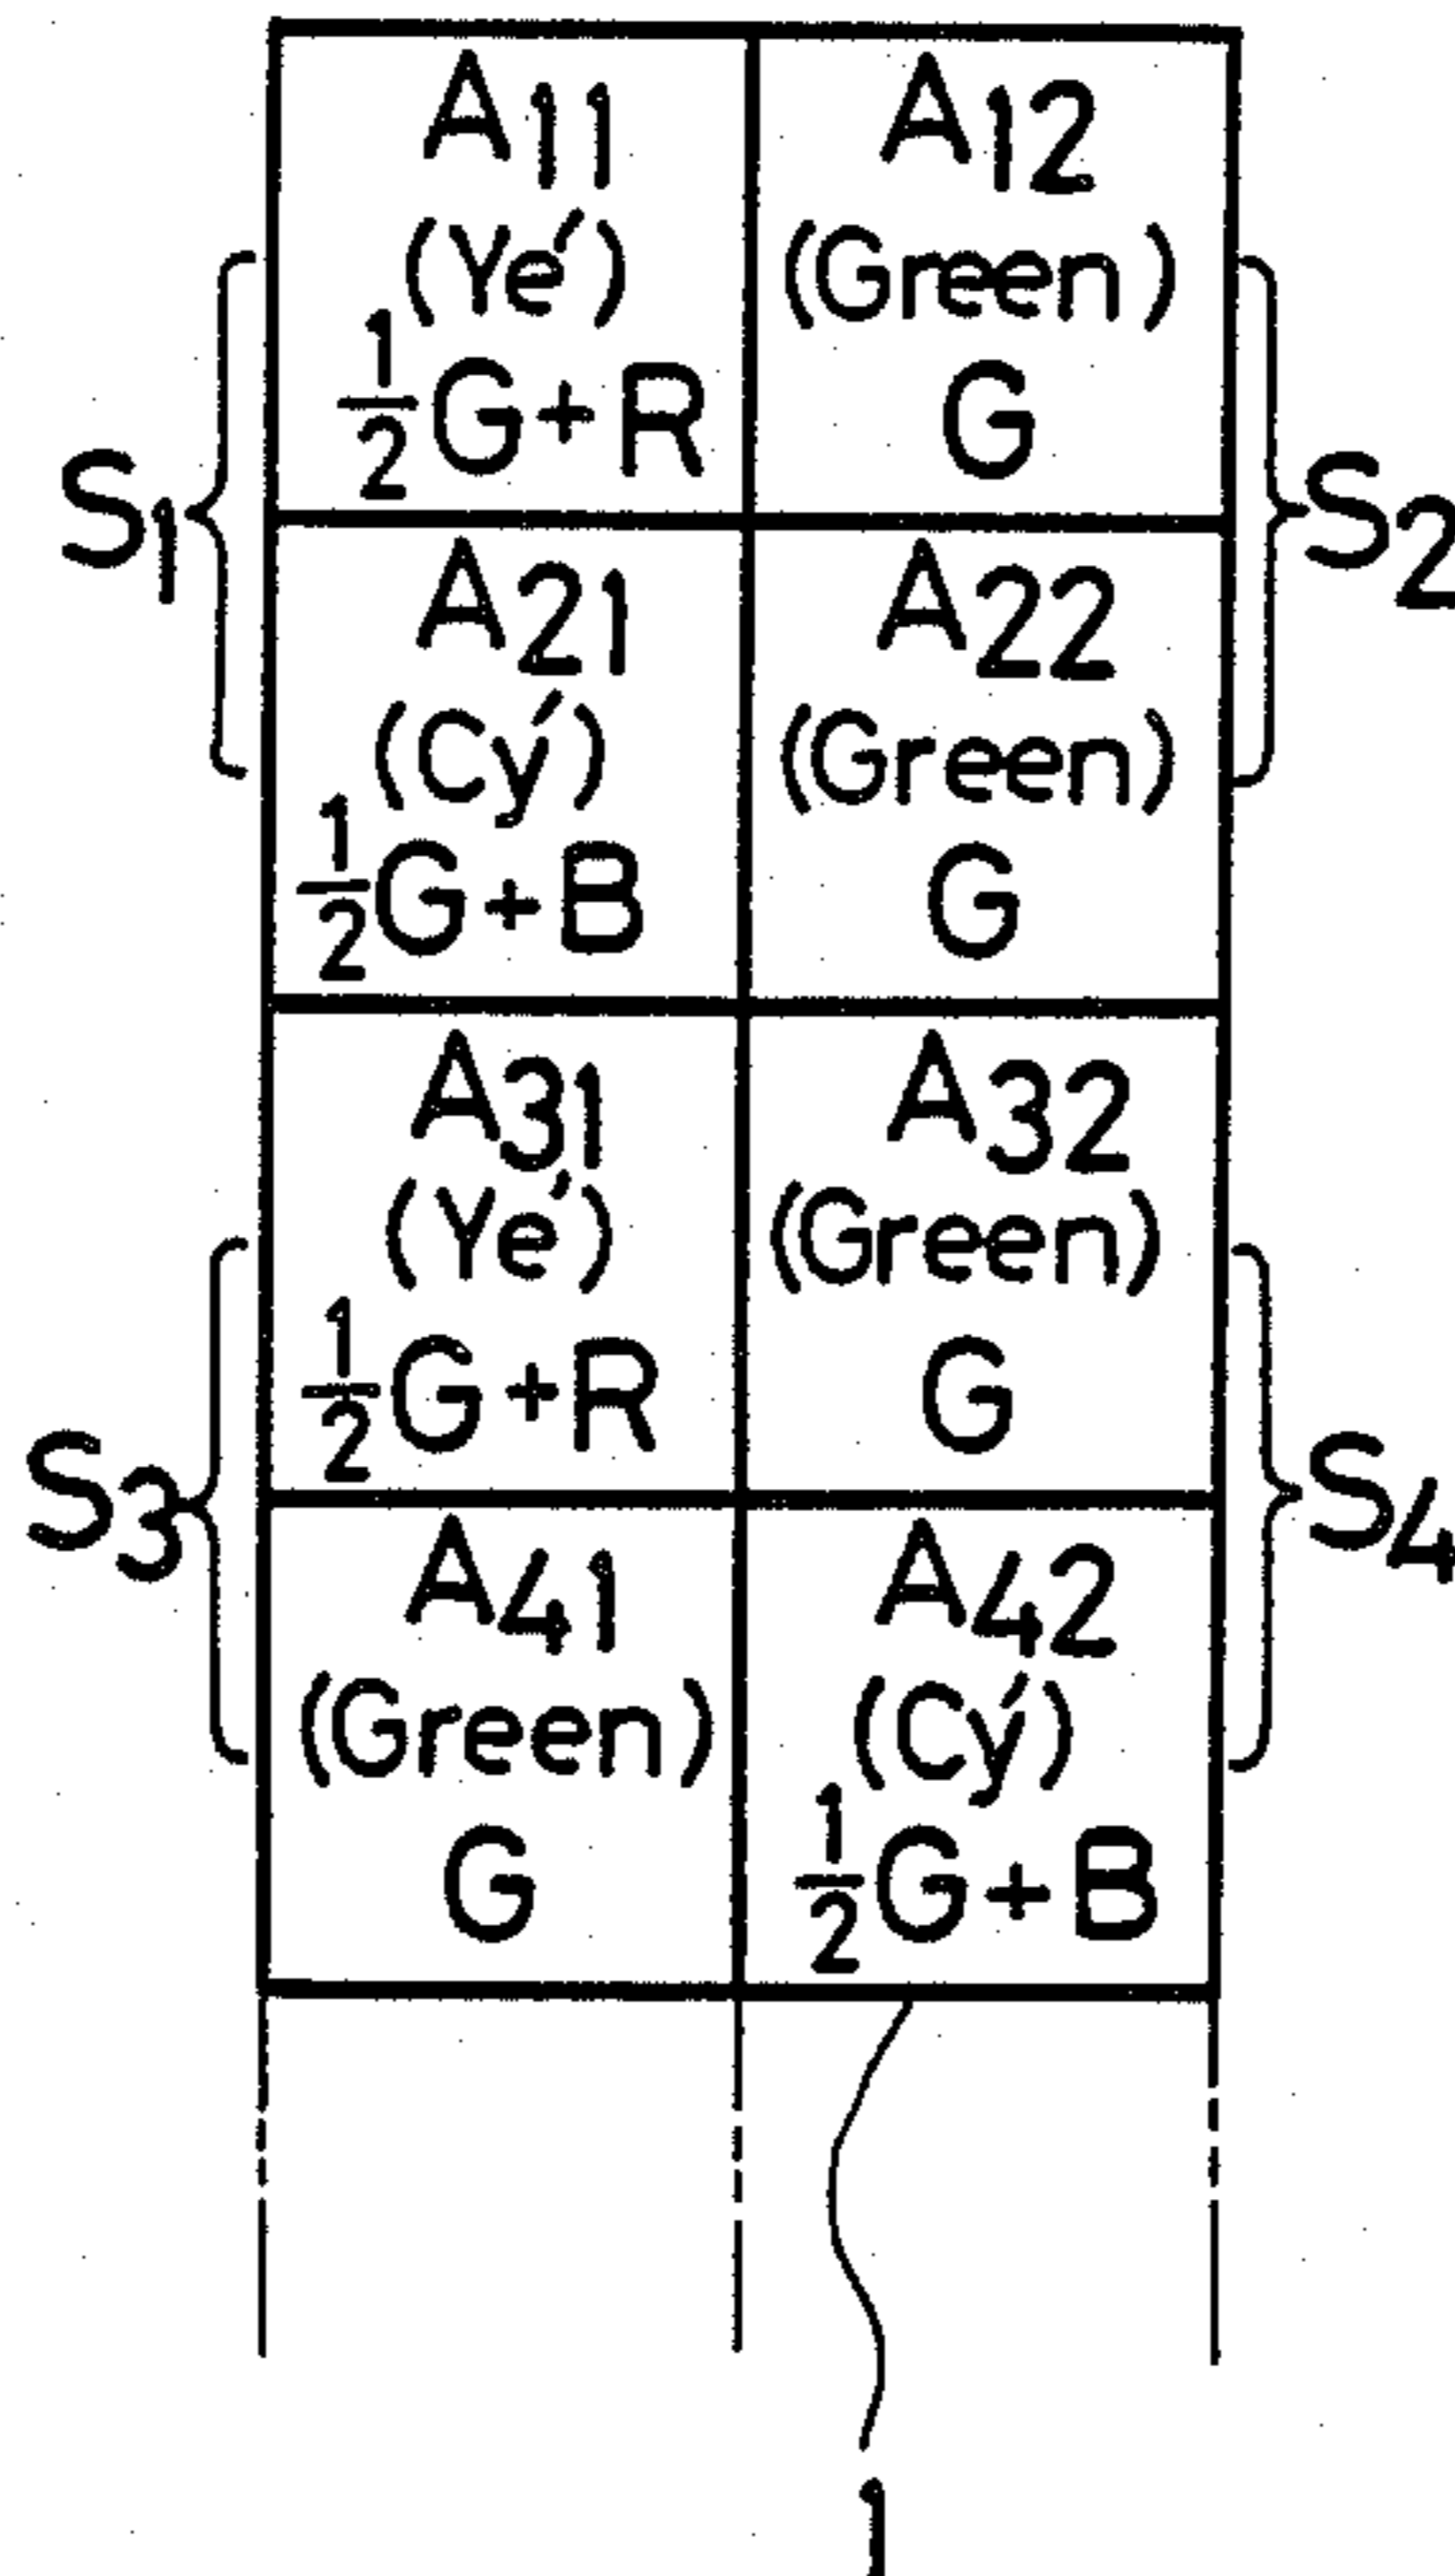 A11 A12
(Ye′) (Green)
½G+R G
S1 S2
A21 A22
(Cy′) (Green)
½G+B G
A31 A32
(Ye′) (Green)
½G+R G
S3 S4
A41 A42
(Green) (Cy′)
G ½G+B
1